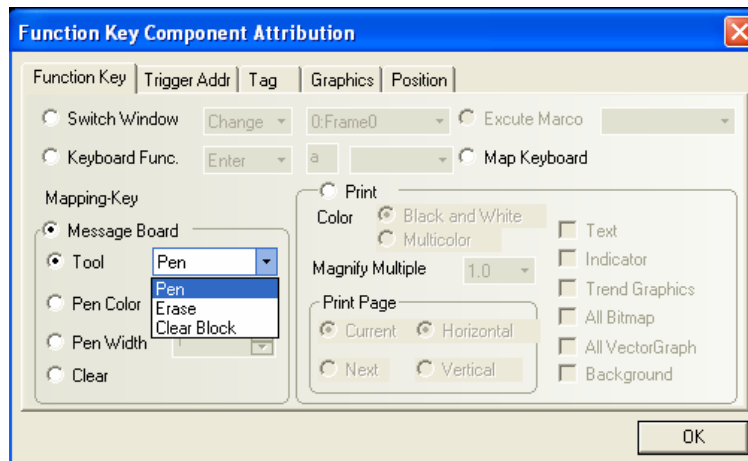 Function Key Component Attribution
Function Key Trigger Addr Tag Graphics Position
Switch Window Change 0:Frame0 Excute Marco
Keyboard Func. Enter a Map Keyboard
Mapping-Key
Message Board
Tool Pen
Pen
Erase
Clear Block
Pen Color
Pen Width 1
Clear
Print
Color Black and White
Multicolor
Magnify Multiple 1.0
Print Page
Current Horizontal
Next Vertical
Text
Indicator
Trend Graphics
All Bitmap
All VectorGraph
Background
OK